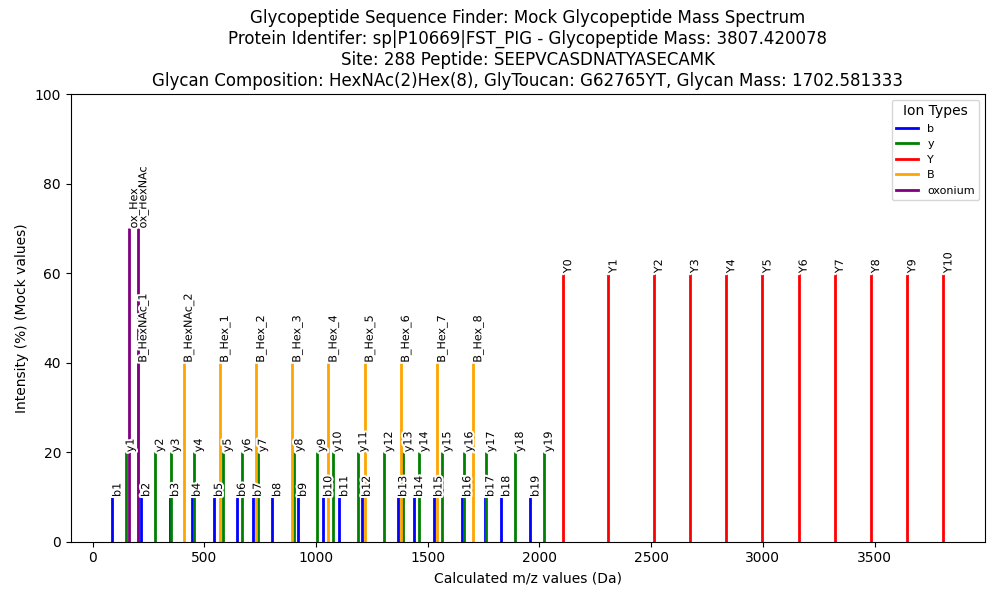 Glycopeptide Sequence Finder: Mock Glycopeptide Mass Spectrum
Protein Identifer: sp|P10669|FST_PIG - Glycopeptide Mass: 3807.420078
Site: 288 Peptide: SEEPVCASDNATYASECAMK
Glycan Composition: HexNAc(2)Hex(8), GlyToucan: G62765YT, Glycan Mass: 1702.581333
Intensity (%) (Mock values)
100
80
60
40
20
0
Ion Types
b
y
Y
B
oxonium
ox_Hex
ox_HexNAc
Y0
Y1
Y2
Y3
Y4
Y5
Y6
Y7
Y8
Y9
Y10
B_HexNAc_1
B_HexNAc_2
B_Hex_1
B_Hex_2
B_Hex_3
B_Hex_4
B_Hex_5
B_Hex_6
B_Hex_7
B_Hex_8
y1
y2
y3
y4
y5
y6
y7
y8
y9
y10
y11
y12
y13
y14
y15
y16
y17
y18
y19
b1
b2
b3
b4
b5
b6
b7
b8
b9
b10
b11
b12
b13
b14
b15
b16
b17
b18
b19
0
500
1000
1500
2000
2500
3000
3500
Calculated m/z values (Da)